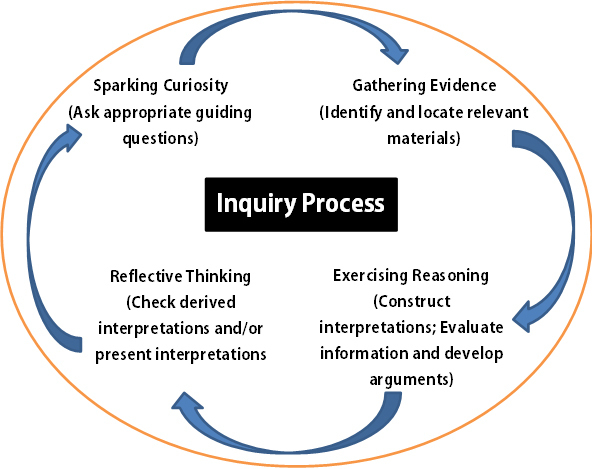 Sparking Curiosity
(Ask appropriate guiding
questions)
Gathering Evidence
(Identify and locate relevant
materials)
Inquiry Process
Reflective Thinking
(Check derived
interpretations and/or
present interpretations
Exercising Reasoning
(Construct
interpretations; Evaluate
information and develop
arguments)